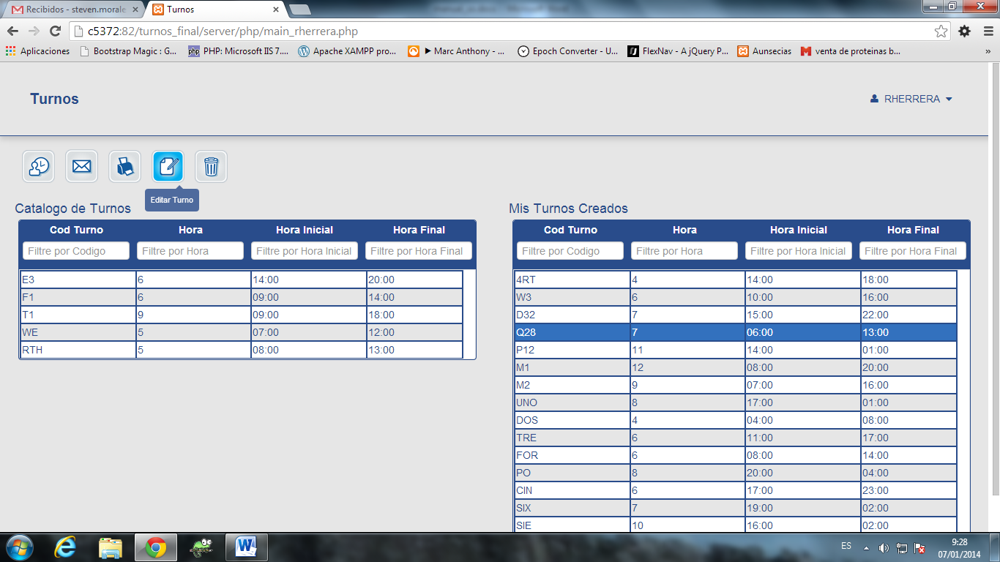 Recibidos - steven.morale
Turnos
c5372:82/turnos_final/server/php/main_rherrera.php
Aplicaciones
Bootstrap Magic : G...
php PHP: Microsoft IIS 7....
Apache XAMPP pro...
Marc Anthony - ...
Epoch Converter - U...
FlexNav - A jQuery P...
Aunsecias
venta de proteinas b...
»
Turnos
RHERRERA
Editar Turno
Catalogo de Turnos
Cod Turno Hora Hora Inicial Hora Final
Filtre por Codigo Filtre por Hora Filtre por Hora Inicial Filtre por Hora Final
E3 6 14:00 20:00
F1 6 09:00 14:00
T1 9 09:00 18:00
WE 5 07:00 12:00
RTH 5 08:00 13:00
Mis Turnos Creados
Cod Turno Hora Hora Inicial Hora Final
Filtre por Codigo Filtre por Hora Filtre por Hora Inicial Filtre por Hora Final
4RT 4 14:00 18:00
W3 6 10:00 16:00
D32 7 15:00 22:00
Q28 7 06:00 13:00
P12 11 14:00 01:00
M1 12 08:00 20:00
M2 9 07:00 16:00
UNO 8 17:00 01:00
DOS 4 04:00 08:00
TRE 6 11:00 17:00
FOR 6 08:00 14:00
PO 8 20:00 04:00
CIN 6 17:00 23:00
SIX 7 19:00 02:00
SIE 10 16:00 02:00
ES
9:28
07/01/2014